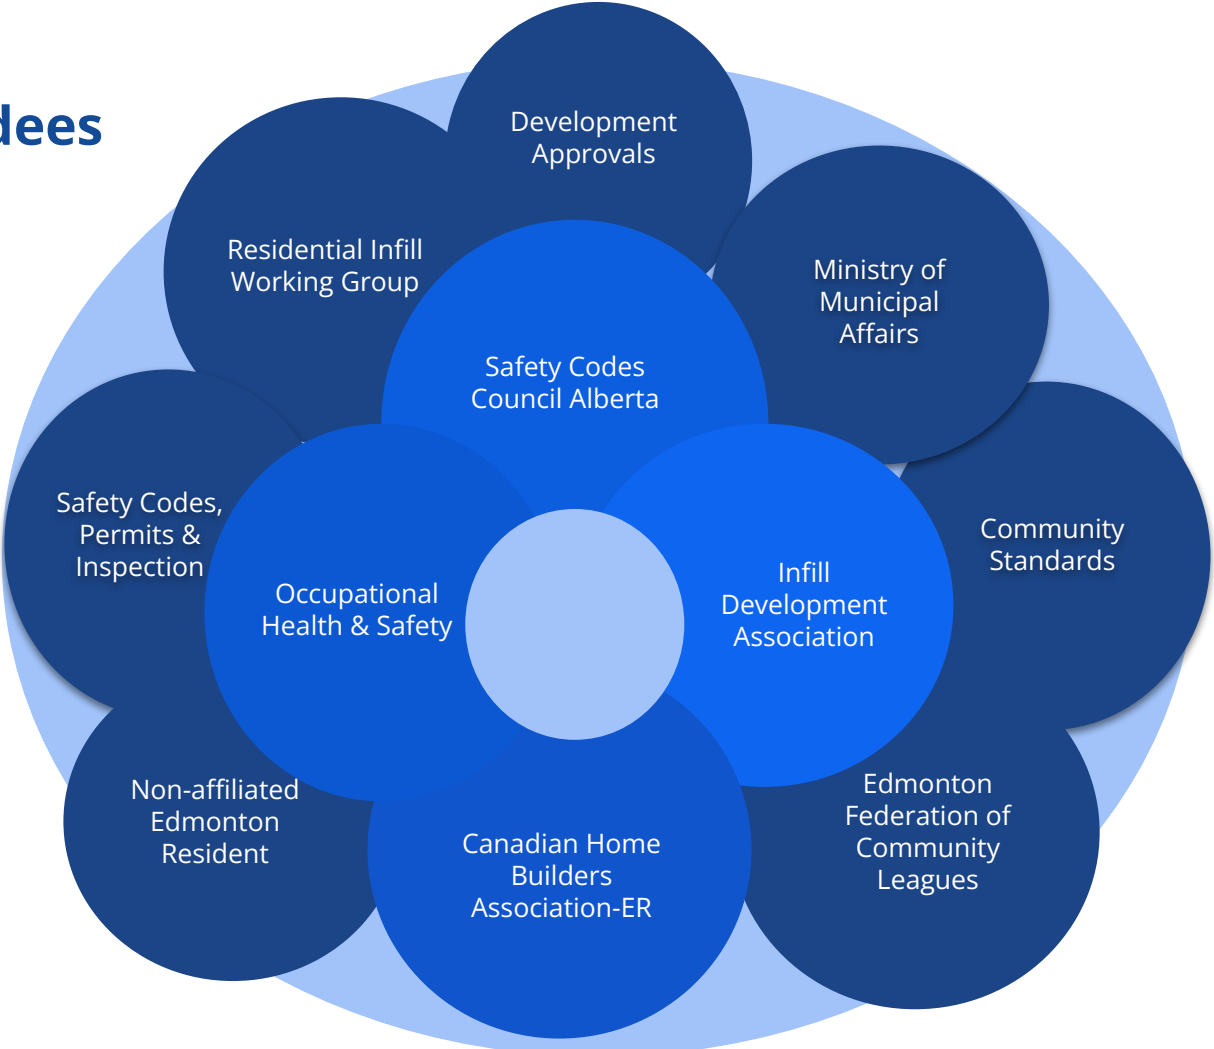 dees
Development
Approvals
Residential Infill
Working Group
Ministry of
Municipal
Affairs
Safety Codes
Council Alberta
Safety Codes,
Permits &
Inspection
Community
Standards
Occupational
Health & Safety
Infill
Development
Association
Non-affiliated
Edmonton
Resident
Canadian Home
Builders
Association-ER
Edmonton
Federation of
Community
Leagues